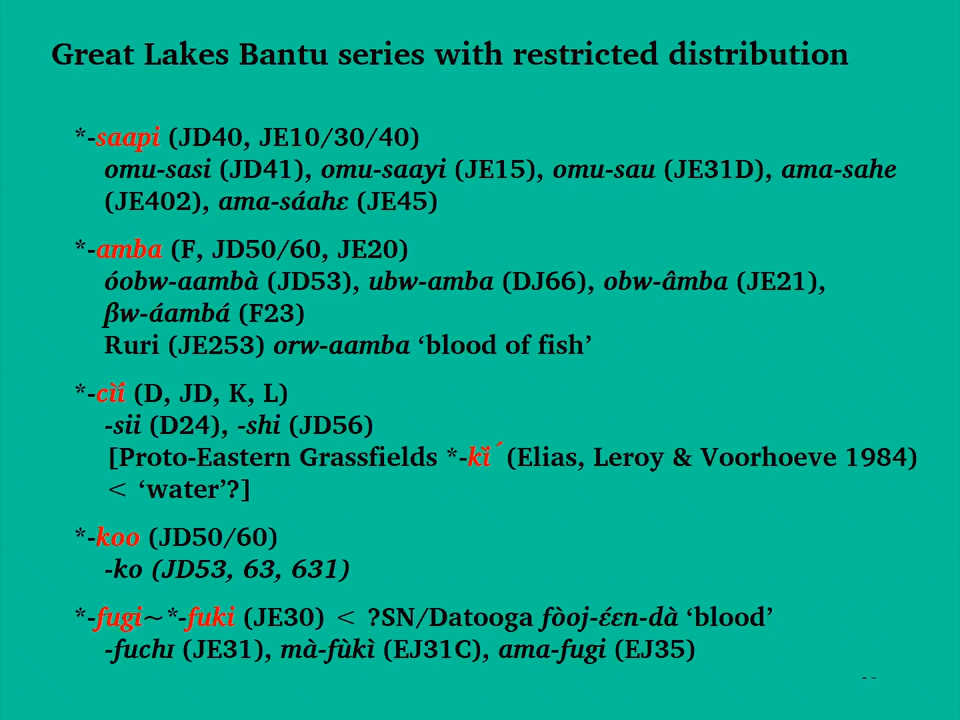 Great Lakes Bantu series with restricted distribution
*-saapi (JD40, JE10/30/40)
omu-sasi (JD41), omu-saayi (JE15), omu-sau (JE31D), ama-sahe
(JE402), ama-sáahɛ (JE45)
*-amba (F, JD50/60, JE20)
óobw-aambà (JD53), ubw-amba (DJ66), obw-âmba (JE21),
βw-áambá (F23)
Ruri (JE253) orw-aamba ‘blood of fish’
*-cìí (D, JD, K, L)
-sii (D24), -shi (JD56)
[Proto-Eastern Grassfields *-kǐ´ (Elias, Leroy & Voorhoeve 1984)
< ‘water’?]
*-koo (JD50/60)
-ko (JD53, 63, 631)
*-fugi~*-fuki (JE30) < ?SN/Datooga fòoj-ɛ́ɛn-dà ‘blood’
-fuchɪ (JE31), mà-fùkì (EJ31C), ama-fugi (EJ35)